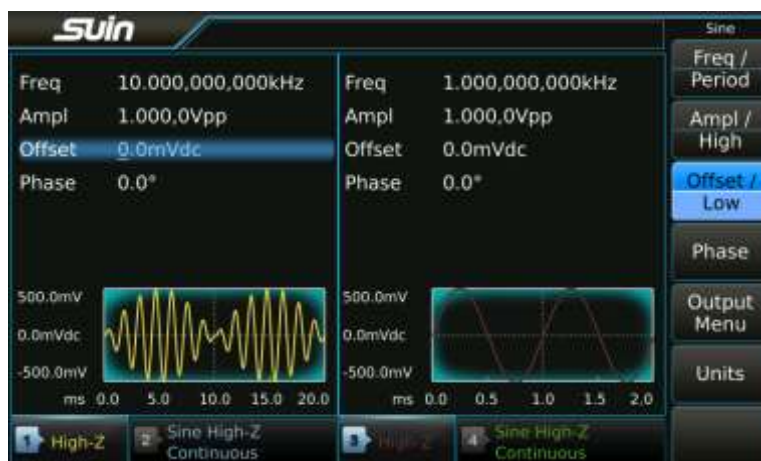 suin
Sine
Freq 10.000,000,000kHz
Ampl 1.000,0Vpp
Offset 0.0mVdc
Phase 0.0°
500.0mV
0.0mVdc
-500.0mV
ms 0.0 5.0 10.0 15.0 20.0
Freq 1.000,000,000kHz
Ampl 1.000,0Vpp
Offset 0.0mVdc
Phase 0.0°
500.0mV
0.0mVdc
-500.0mV
ms 0.0 0.5 1.0 1.5 2.0
Freq /
Period
Ampl /
High
Offset /
Low
Phase
Output
Menu
Units
1 High-Z
2 Sine High-Z
Continuous
3 High-Z
4 Sine High-Z
Continuous